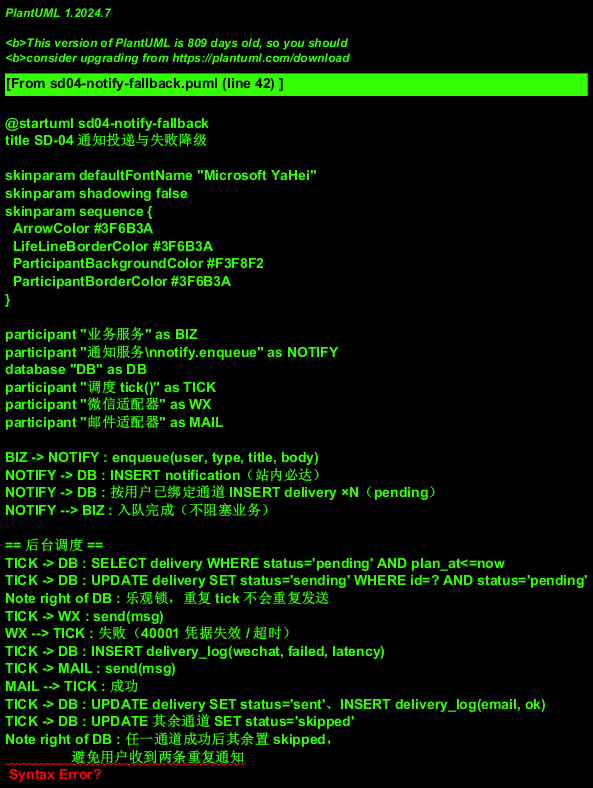 PlantUML 1.2024.7
<b>This version of PlantUML is 809 days old, so you should
<b>consider upgrading from https://plantuml.com/download
[From sd04-notify-fallback.puml (line 42) ]
@startuml sd04-notify-fallback
title SD-04 通知投递与失败降级
skinparam defaultFontName "Microsoft YaHei"
skinparam shadowing false
skinparam sequence {
  ArrowColor #3F6B3A
  LifeLineBorderColor #3F6B3A
  ParticipantBackgroundColor #F3F8F2
  ParticipantBorderColor #3F6B3A
}
participant "业务服务" as BIZ
participant "通知服务\nnotify.enqueue" as NOTIFY
database "DB" as DB
participant "调度 tick()" as TICK
participant "微信适配器" as WX
participant "邮件适配器" as MAIL
BIZ -> NOTIFY : enqueue(user, type, title, body)
NOTIFY -> DB : INSERT notification（站内必达）
NOTIFY -> DB : 按用户已绑定通道 INSERT delivery ×N（pending）
NOTIFY --> BIZ : 入队完成（不阻塞业务）
== 后台调度 ==
TICK -> DB : SELECT delivery WHERE status='pending' AND plan_at<=now
TICK -> DB : UPDATE delivery SET status='sending' WHERE id=? AND status='pending'
Note right of DB : 乐观锁，重复 tick 不会重复发送
TICK -> WX : send(msg)
WX --> TICK : 失败（40001 凭据失效 / 超时）
TICK -> DB : INSERT delivery_log(wechat, failed, latency)
TICK -> MAIL : send(msg)
MAIL --> TICK : 成功
TICK -> DB : UPDATE delivery SET status='sent'、INSERT delivery_log(email, ok)
TICK -> DB : UPDATE 其余通道 SET status='skipped'
Note right of DB : 任一通道成功后其余置 skipped，
避免用户收到两条重复通知
Syntax Error?